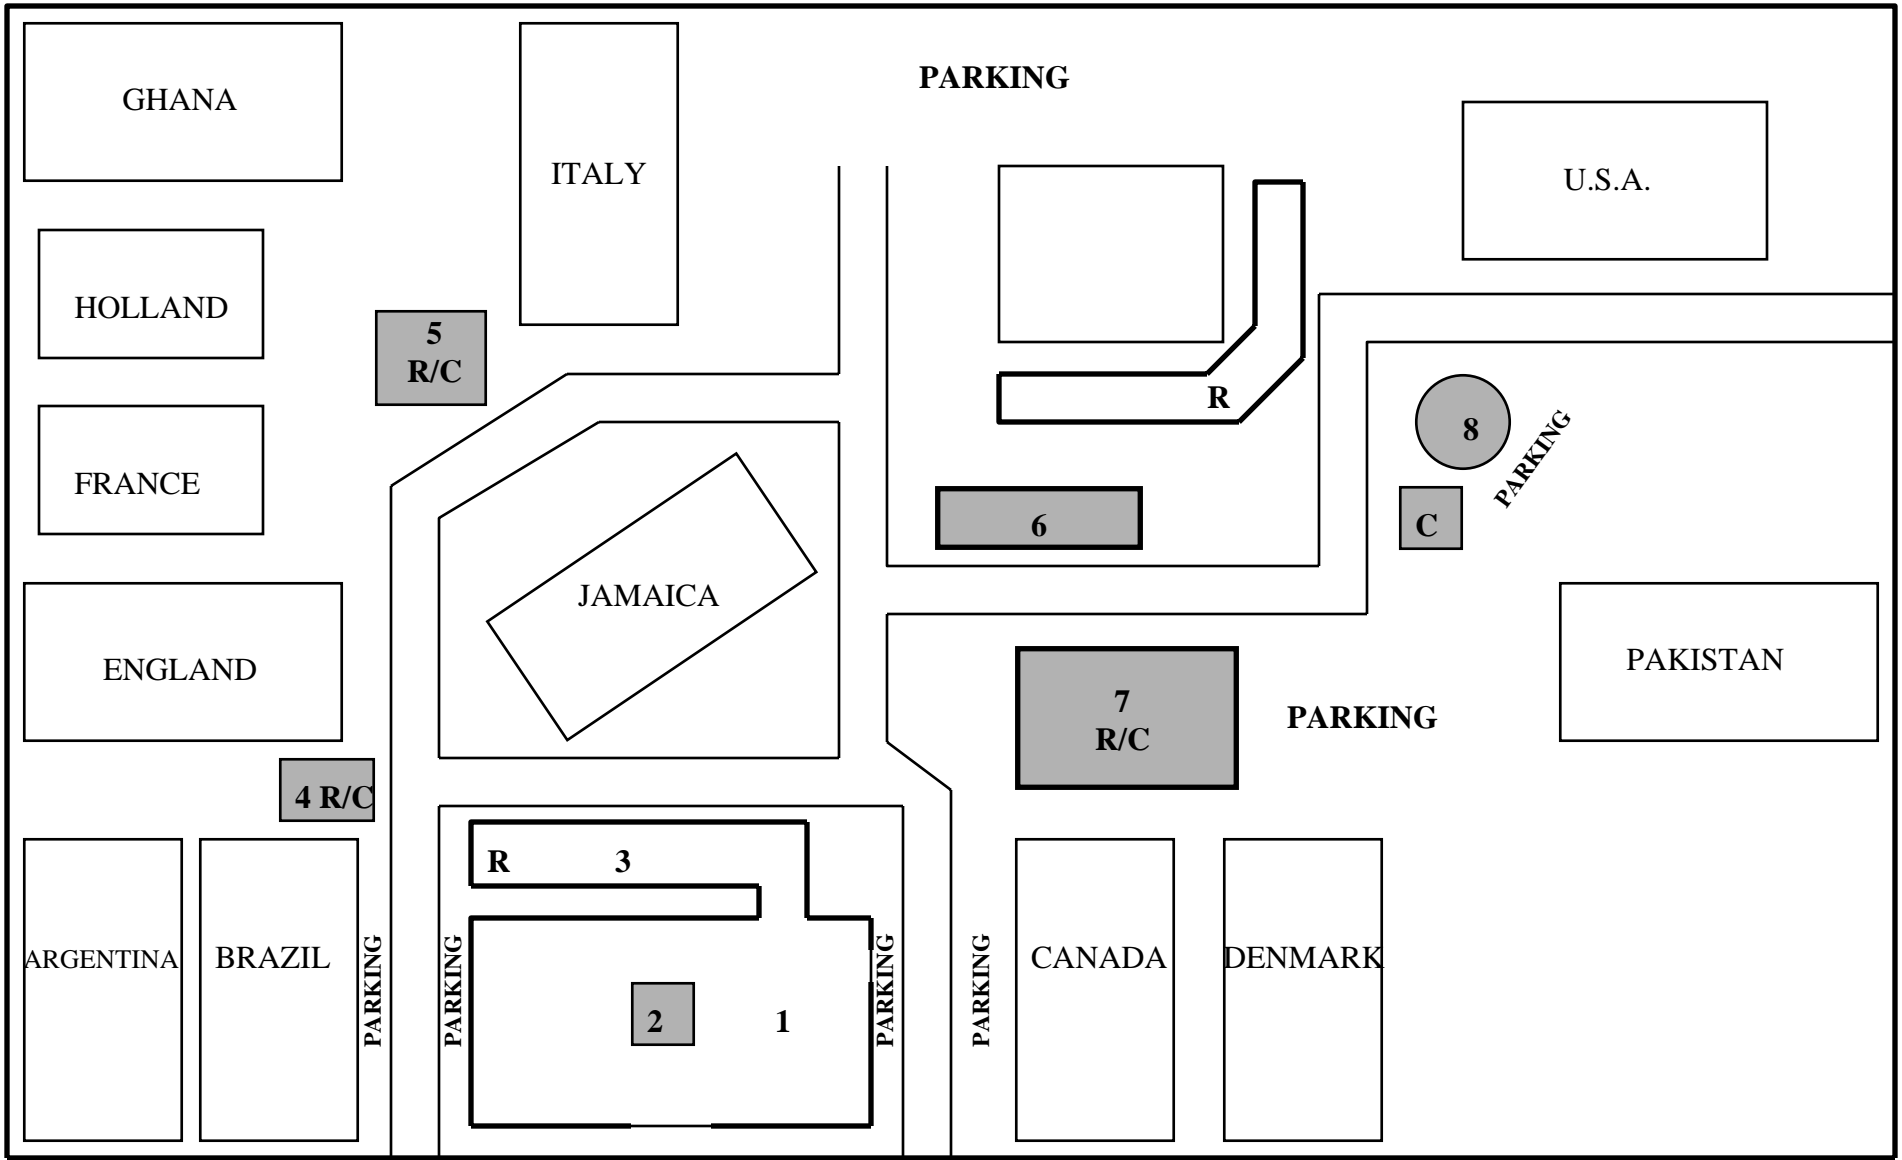 PARKING
GHANA
ITALY
U.S.A.
HOLLAND
5
R/C
R
8
PARKING
FRANCE
6
C
JAMAICA
ENGLAND
PAKISTAN
7
R/C
PARKING
4 R/C
R 3
ARGENTINA
BRAZIL
PARKING
PARKING
2
1
PARKING
PARKING
CANADA
DENMARK